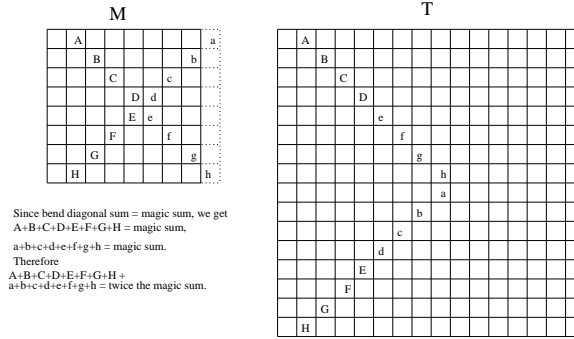 M
T
A a
B b
C c
D d
E e
F f
G g
H h
A
B
C
D
e
f
g
h
a
b
c
d
E
F
G
H
Since bend diagonal sum = magic sum, we get
A+B+C+D+E+F+G+H = magic sum,
a+b+c+d+e+f+g+h = magic sum.
Therefore
A+B+C+D+E+F+G+H +
a+b+c+d+e+f+g+h = twice the magic sum.